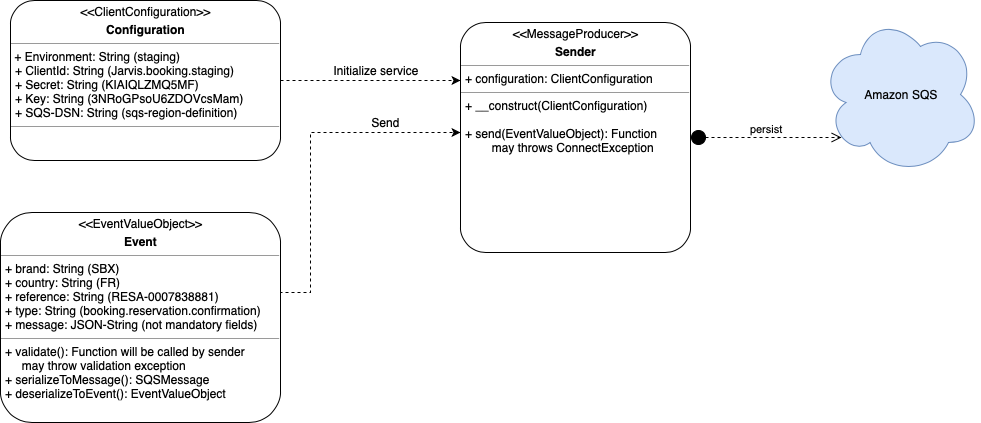 <<ClientConfiguration>>
Configuration
+ Environment: String (staging)
+ ClientId: String (Jarvis.booking.staging)
+ Secret: String (KIAIQLZMQ5MF)
+ Key: String (3NRoGPsoU6ZDOVcsMam)
+ SQS-DSN: String (sqs-region-definition)
Initialize service
Send
<<MessageProducer>>
Sender
+ configuration: ClientConfiguration
+ __construct(ClientConfiguration)
+ send(EventValueObject): Function
may throws ConnectException
persist
Amazon SQS
<<EventValueObject>>
Event
+ brand: String (SBX)
+ country: String (FR)
+ reference: String (RESA-0007838881)
+ type: String (booking.reservation.confirmation)
+ message: JSON-String (not mandatory fields)
+ validate(): Function will be called by sender
may throw validation exception
+ serializeToMessage(): SQSMessage
+ deserializeToEvent(): EventValueObject